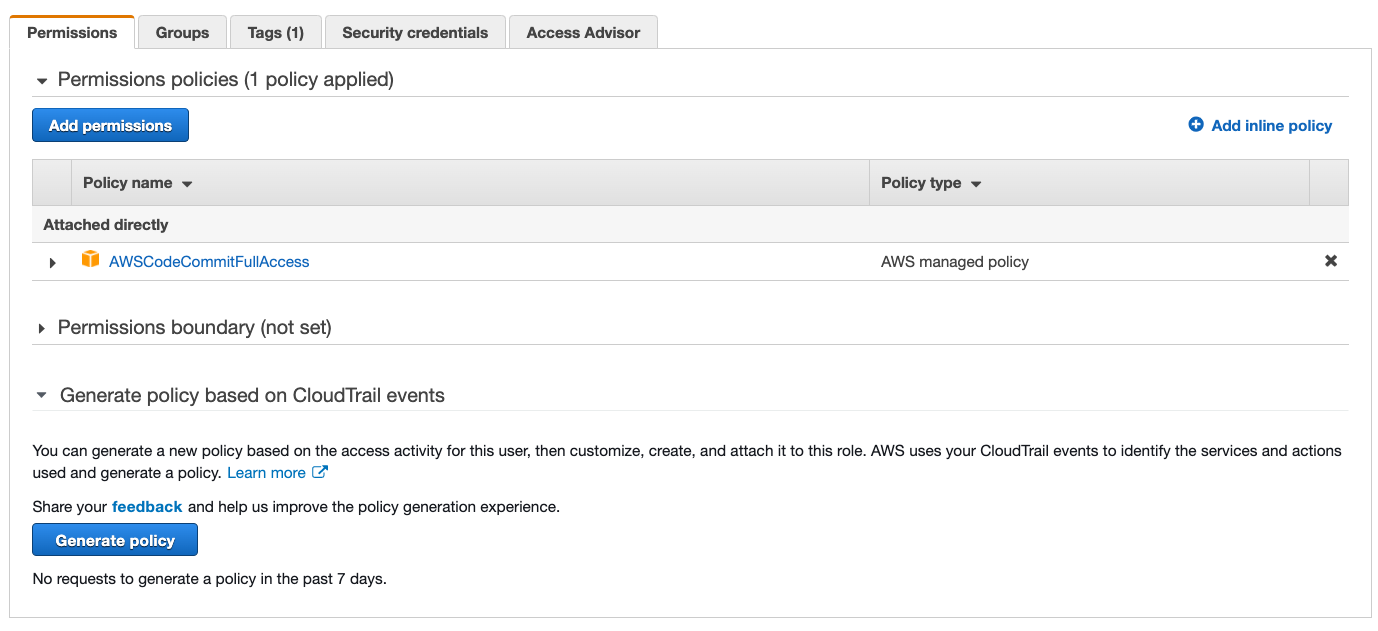 Permissions Groups Tags (1) Security credentials Access Advisor
Permissions policies (1 policy applied)
Add permissions Add inline policy
Policy name Policy type
Attached directly
AWSCodeCommitFullAccess AWS managed policy
Permissions boundary (not set)
Generate policy based on CloudTrail events
You can generate a new policy based on the access activity for this user, then customize, create, and attach it to this role. AWS uses your CloudTrail events to identify the services and actions
used and generate a policy. Learn more
Share your feedback and help us improve the policy generation experience.
Generate policy
No requests to generate a policy in the past 7 days.